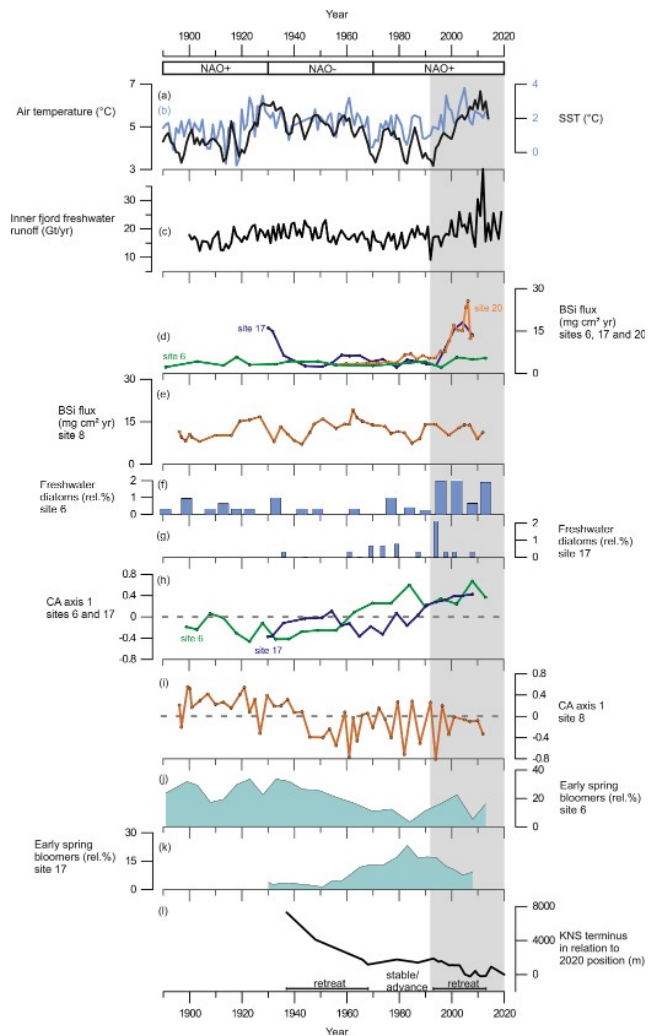 Year
1900 1920 1940 1960 1980 2000 2020
NAO+ NAO- NAO+
Air temperature (°C)
7
5
3
(a)
(b)
4
2
0
SST (°C)
Inner fjord freshwater
runoff (Gt/yr)
20
10
(c)
site 20
site 17
site 6
(d)
30
15
0
BSi flux
(mg cm² yr)
sites 6, 17 and 20
BSi flux
(mg cm² yr)
site 8
30
15
0
(e)
Freshwater
diatoms (rel.%)
site 6
2
1
0
(f)
(g)
2
1
0
Freshwater
diatoms (rel.%)
site 17
CA axis 1
sites 6 and 17
0.8
0.4
0
-0.4
-0.8
(h)
site 6
site 17
(i)
0.8
0.4
0
-0.4
-0.8
CA axis 1
site 8
(j)
40
20
0
Early spring
bloomers (rel.%)
site 6
Early spring
bloomers (rel.%)
site 17
30
15
0
(k)
(l)
8000
4000
0
KNS terminus
in relation to
2020 position (m)
retreat
stable/
advance
retreat
1900 1920 1940 1960 1980 2000 2020
Year